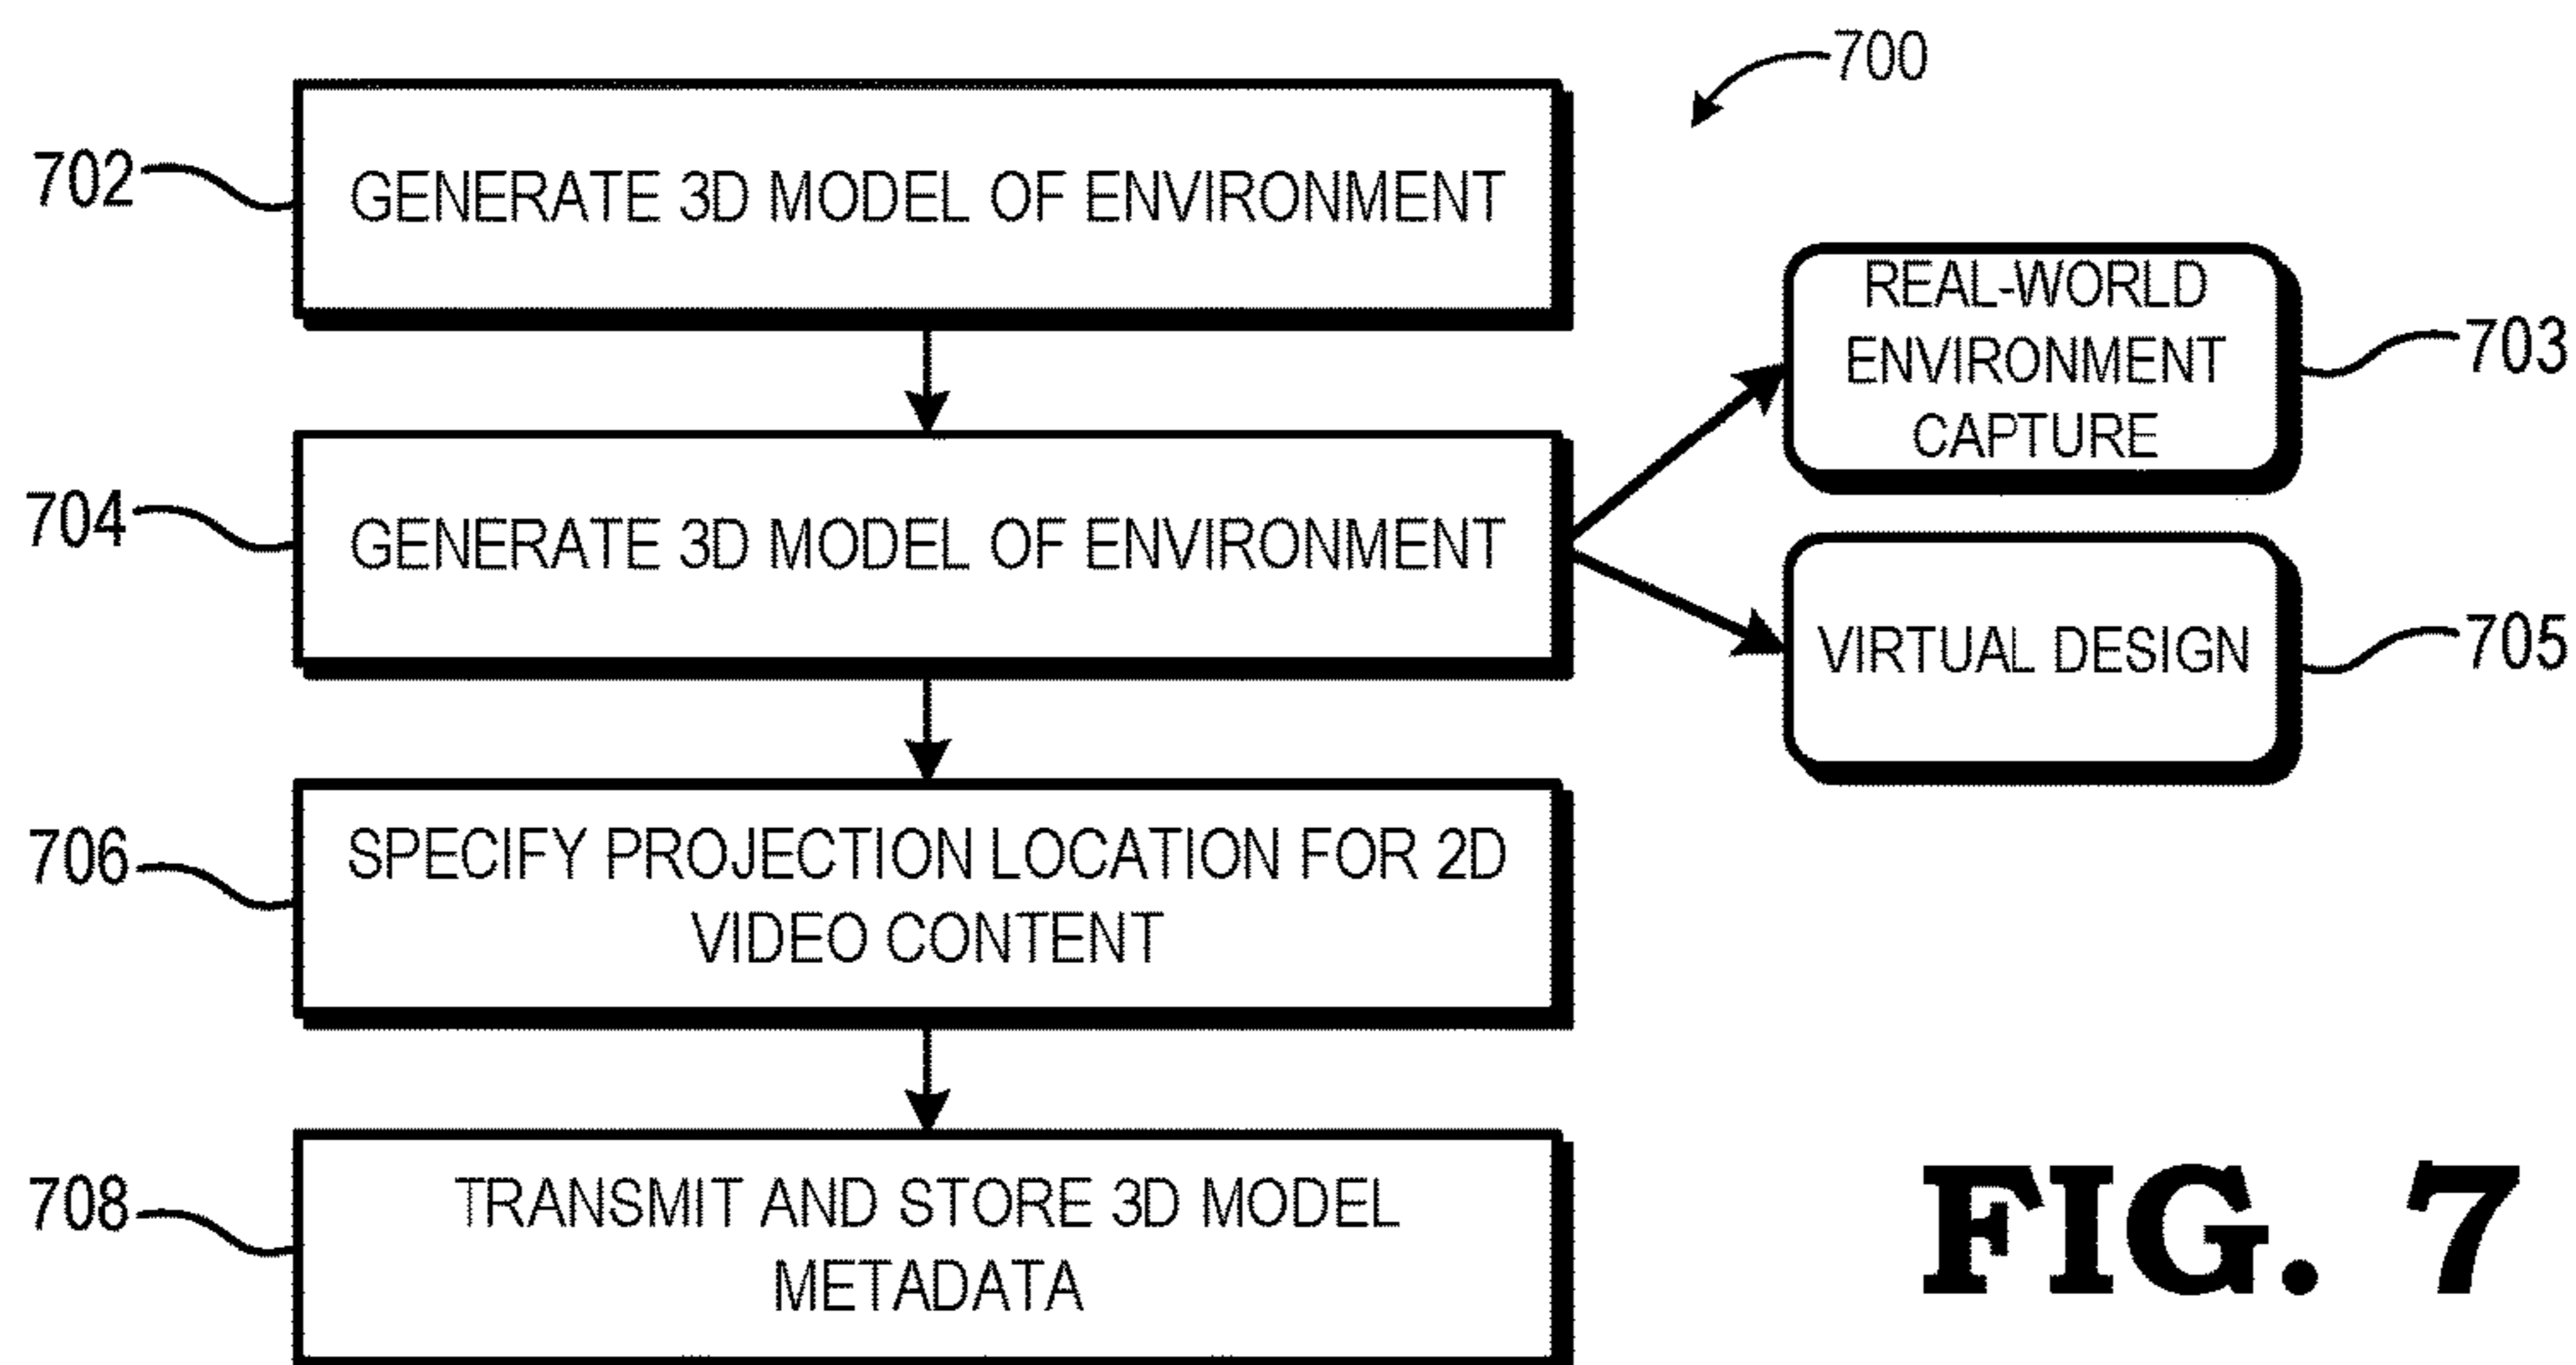 700
702
GENERATE 3D MODEL OF ENVIRONMENT
REAL-WORLD
ENVIRONMENT
CAPTURE
703
704
GENERATE 3D MODEL OF ENVIRONMENT
VIRTUAL DESIGN
705
706
SPECIFY PROJECTION LOCATION FOR 2D
VIDEO CONTENT
708
TRANSMIT AND STORE 3D MODEL
METADATA
FIG. 7